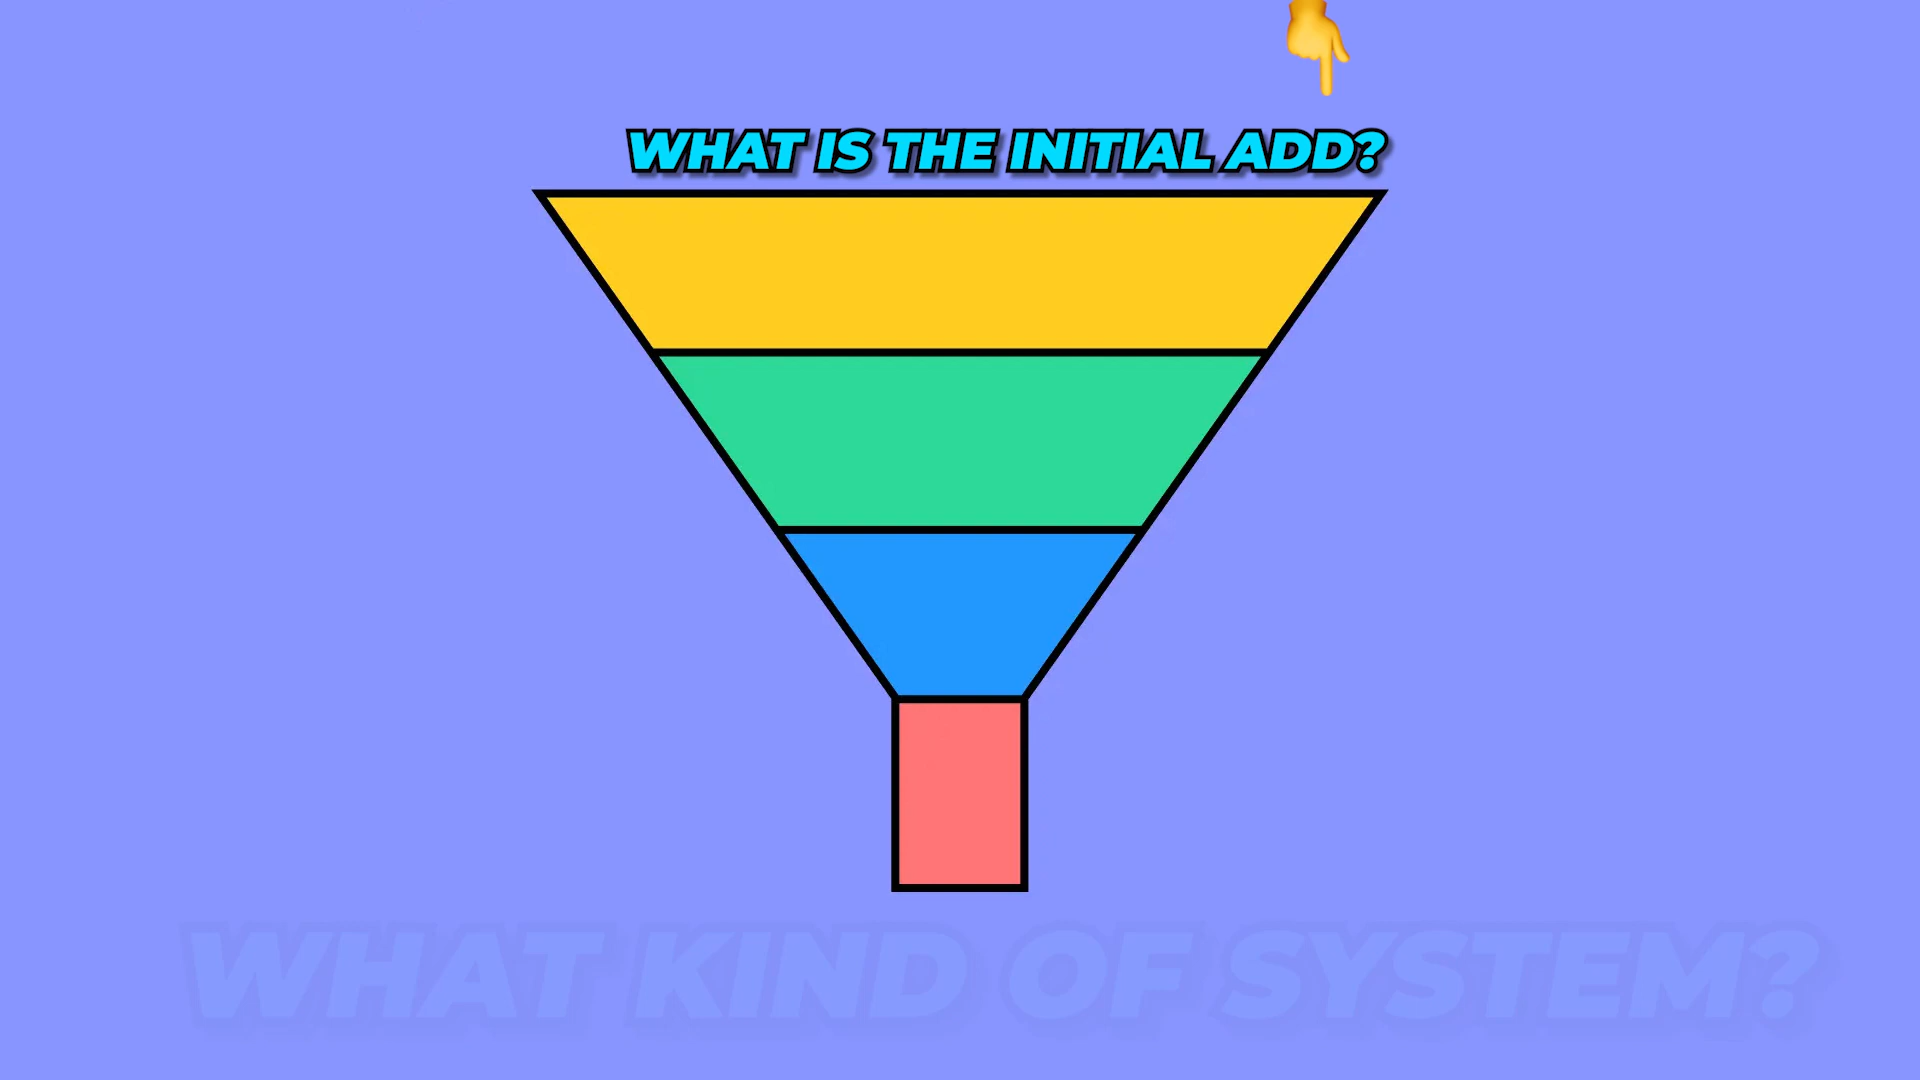 WHAT IS THE INITIAL ADD?
WHAT KIND OF SYSTEM?